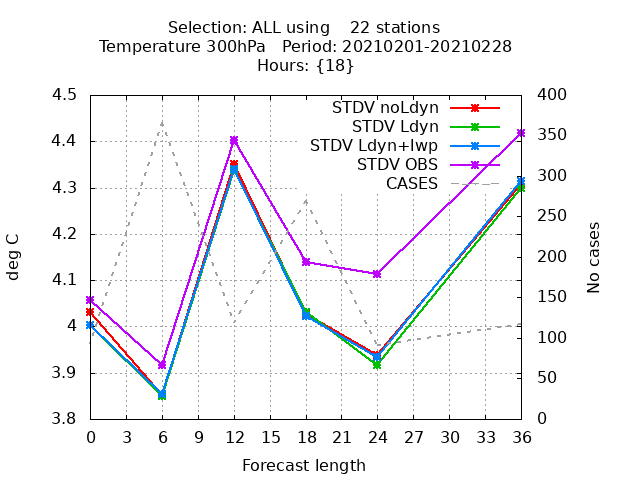 Selection: ALL using    22 stations
Temperature 300hPa   Period: 20210201-20210228
Hours: {18}
4.5
4.4
4.3
4.2
4.1
4
3.9
3.8
deg C
STDV noLdyn
STDV Ldyn
STDV Ldyn+lwp
STDV OBS
CASES
400
350
300
250
200
150
100
50
0
No cases
0 3 6 9 12 15 18 21 24 27 30 33 36
Forecast length